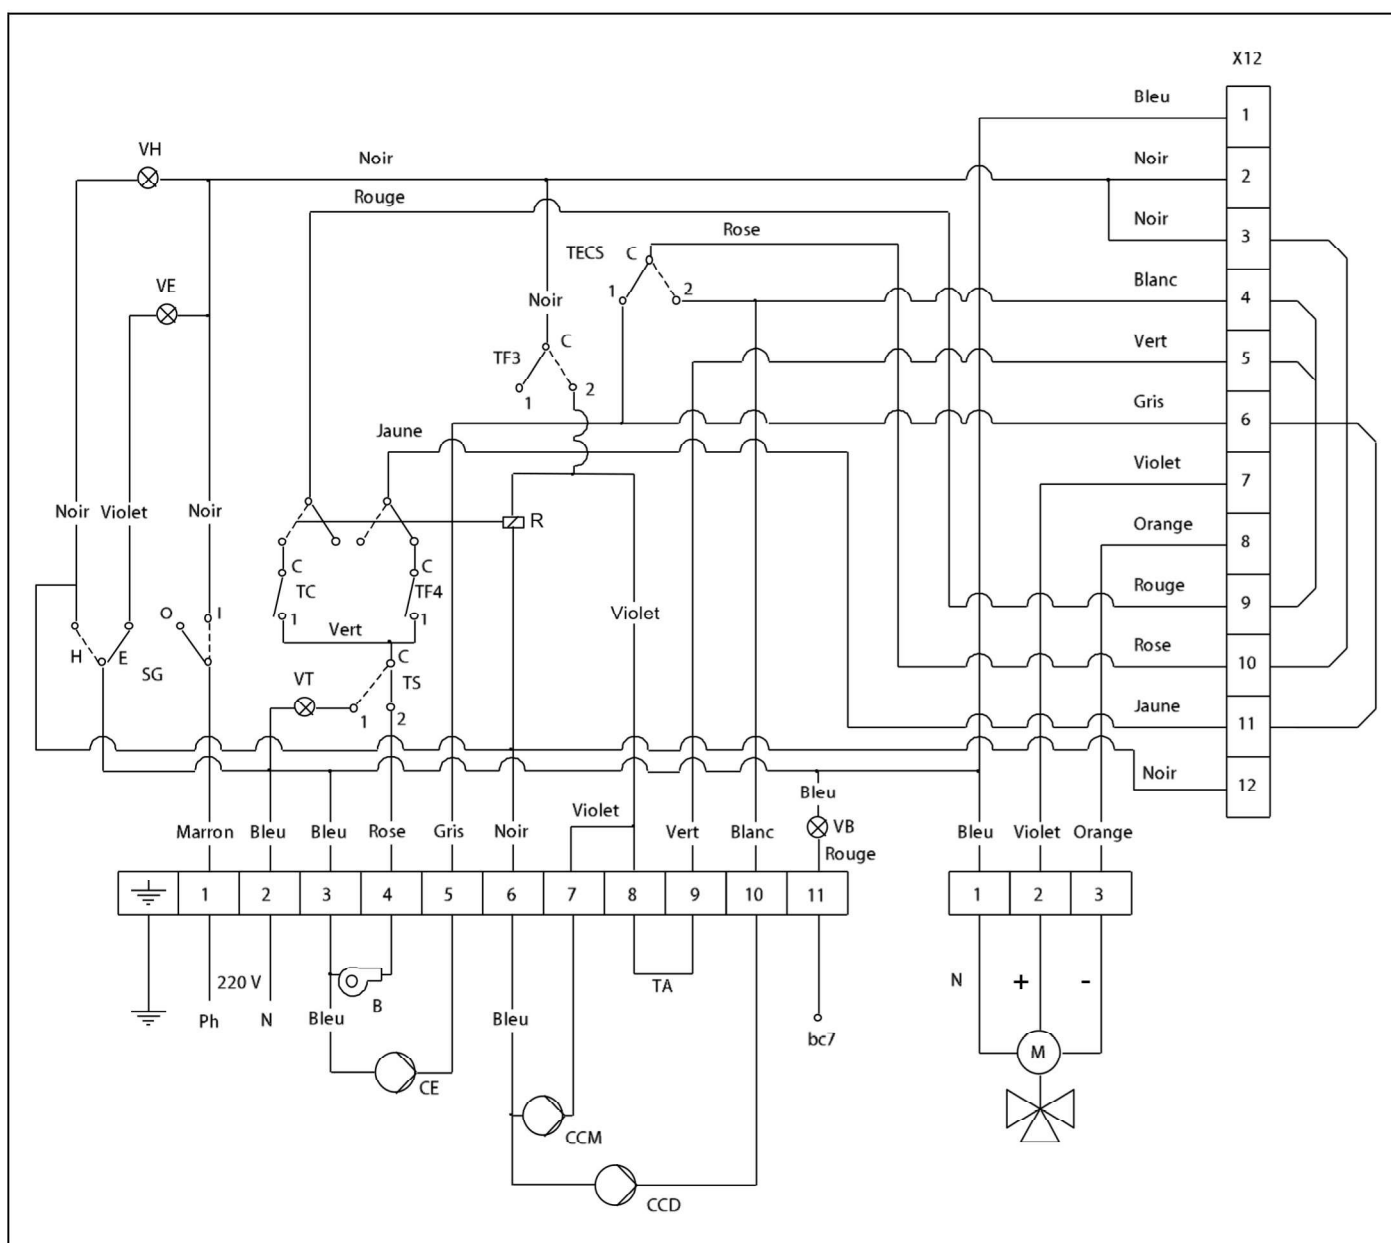 X12
Bleu
1
VH
Noir
Noir
2
Rouge
Noir
3
TECS
C
Rose
VE
1
2
Blanc
4
Noir
TF3
C
Vert
5
1
2
Gris
6
Jaune
Violet
7
Noir
Violet
Noir
R
Orange
8
C
TC
1
C
TF4
1
Violet
Rouge
9
O
I
Vert
H
E
SG
C
TS
Rose
10
VT
1
2
Jaune
11
Noir
12
Bleu
VB
Violet
Marron
Bleu
Bleu
Rose
Gris
Noir
Vert
Blanc
Rouge
Bleu
Violet
Orange
1
2
3
4
5
6
7
8
9
10
11
1
2
3
220 V
Ph
N
B
Bleu
Bleu
TA
bc7
N
+
-
M
CE
CCM
CCD